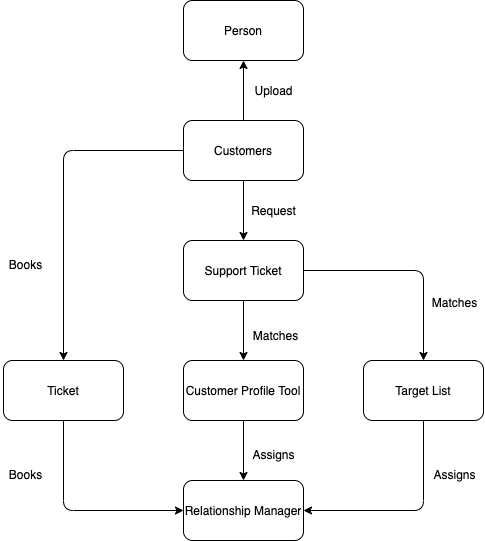 Person
Upload
Customers
Request
Books
Support Ticket
Matches
Matches
Ticket
Customer Profile Tool
Target List
Books
Assigns
Assigns
Relationship Manager